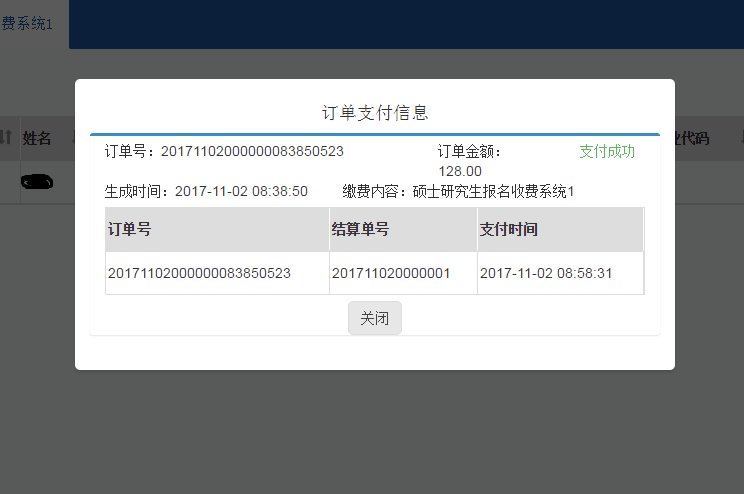 费系统1
姓名
业代码
订单支付信息
订单号：20171102000000083850523
订单金额：
128.00
支付成功
生成时间：2017-11-02 08:38:50
缴费内容：硕士研究生报名收费系统1
订单号 结算单号 支付时间
20171102000000083850523 201711020000001 2017-11-02 08:58:31
关闭